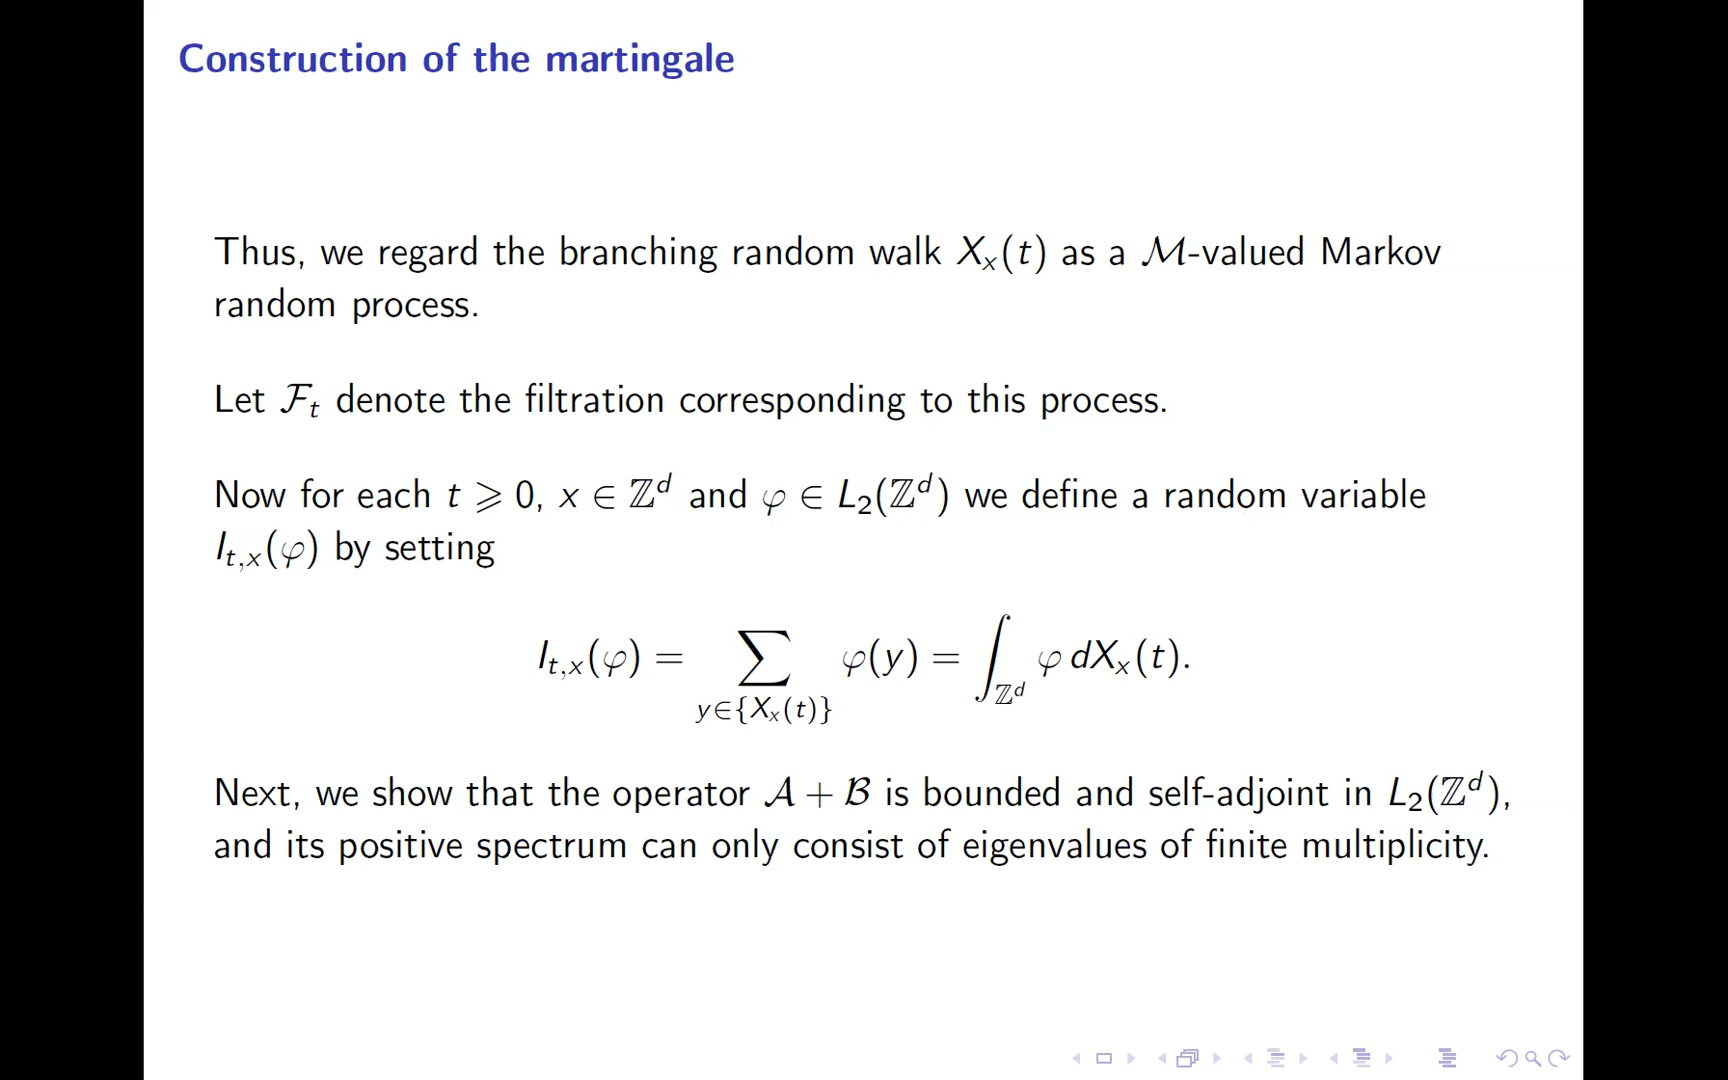 Construction of the martingale
Thus, we regard the branching random walk Xₓ(t) as a ℳ-valued Markov
random process.
Let ℱₜ denote the filtration corresponding to this process.
Now for each t ⩾ 0, x ∈ ℤᵈ and φ ∈ L₂(ℤᵈ) we define a random variable
I_{t,x}(φ) by setting
I_{t,x}(φ) = ∑_{y∈{Xₓ(t)}} φ(y) = ∫_{ℤᵈ} φ dXₓ(t).
Next, we show that the operator 𝒜 + ℬ is bounded and self-adjoint in L₂(ℤᵈ),
and its positive spectrum can only consist of eigenvalues of finite multiplicity.